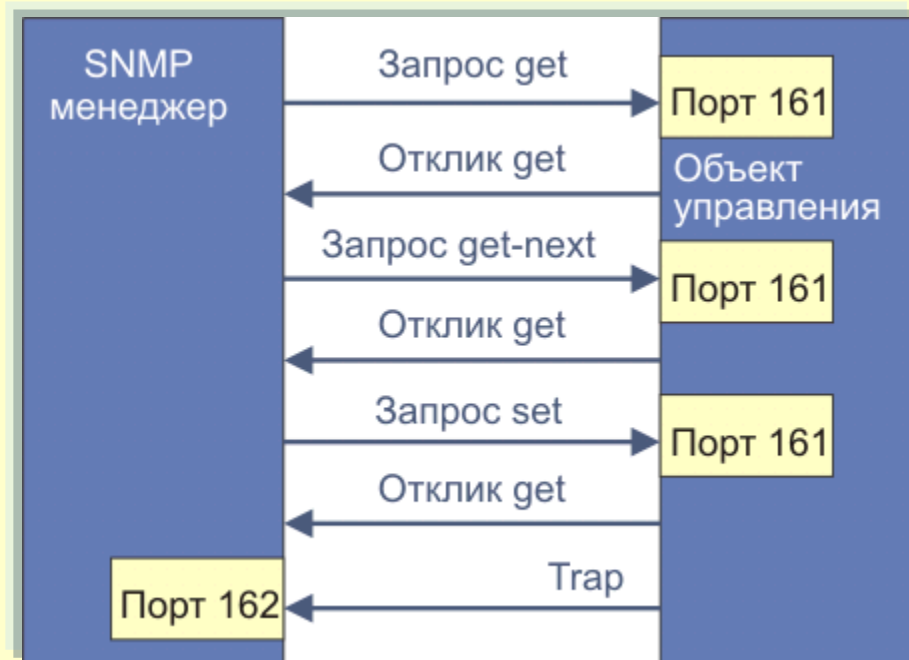 SNMP
менеджер
Запрос get
Порт 161
Отклик get
Объект
управления
Запрос get-next
Порт 161
Отклик get
Запрос set
Порт 161
Отклик get
Trap
Порт 162